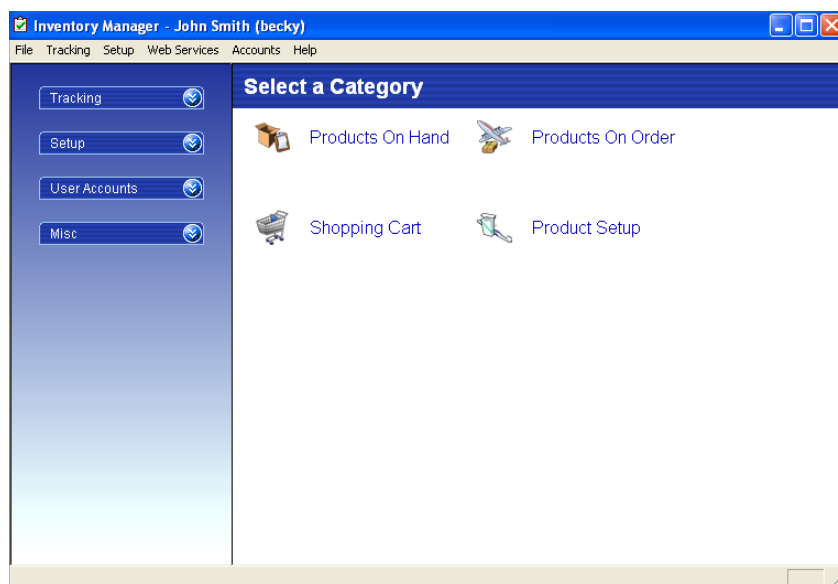 Inventory Manager - John Smith (becky)
File Tracking Setup Web Services Accounts Help
Tracking
Setup
User Accounts
Misc
Select a Category
Products On Hand Products On Order
Shopping Cart Product Setup